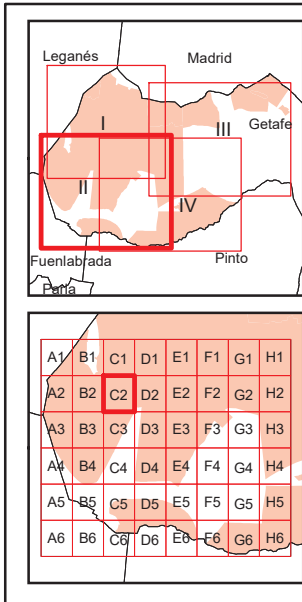 Leganés
Madrid
I
III
Getafe
II
IV
Fuenlabrada
Pinto
Parla
A1 B1 C1 D1 E1 F1 G1 H1
A2 B2 C2 D2 E2 F2 G2 H2
A3 B3 C3 D3 E3 F3 G3 H3
A4 B4 C4 D4 E4 F4 G4 H4
A5 B5 C5 D5 E5 F5 G5 H5
A6 B6 C6 D6 E6 F6 G6 H6